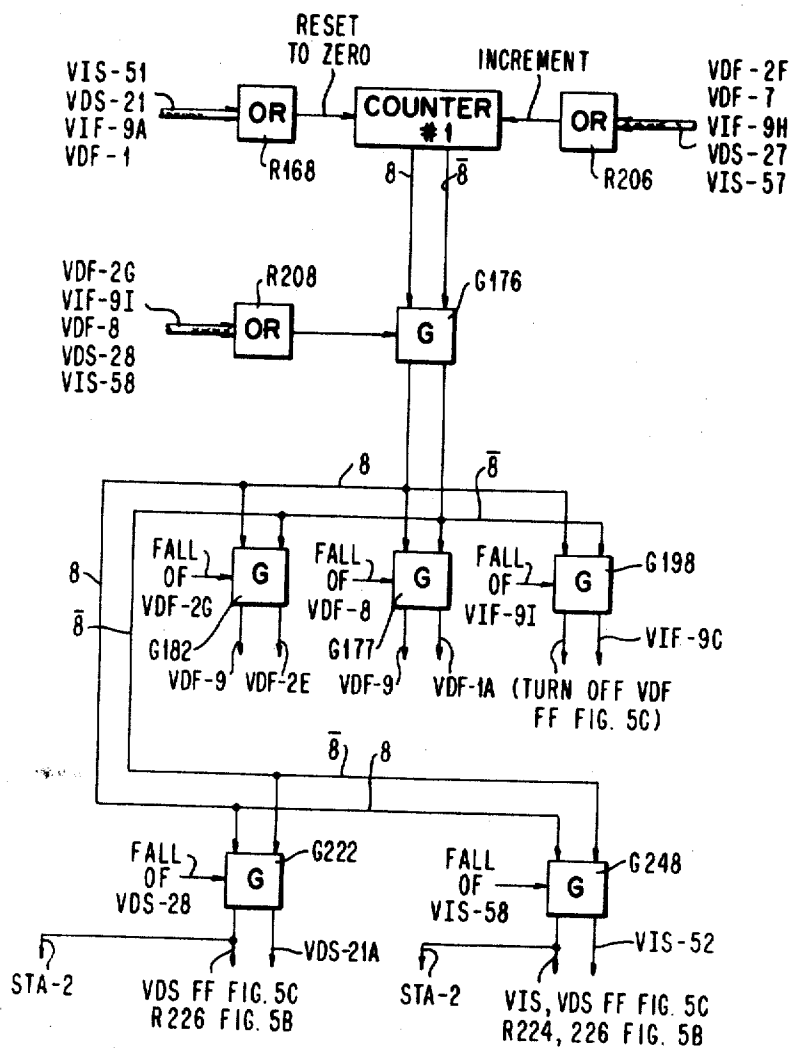 RESET
TO ZERO
INCREMENT
VIS-51
VDS-21
VIF-9A
VDF-1
OR
R168
COUNTER
#1
OR
R206
VDF-2F
VDF-7
VIF-9H
VDS-27
VIS-57
8
8̅
VDF-2G
VIF-9I
VDF-8
VDS-28
VIS-58
R208
OR
G176
G
8
8̅
8
8̅
FALL
OF
VDF-2G
G
G182
VDF-9
VDF-2E
FALL
OF
VDF-8
G
G177
VDF-9
VDF-1A
FALL
OF
VIF-9I
G
G198
VIF-9C
(TURN OFF VDF
FF FIG. 5C)
8̅
8
FALL
OF
VDS-28
G
G222
STA-2
VDS-21A
VDS FF FIG. 5C
R226 FIG. 5B
FALL
OF
VIS-58
G
G248
STA-2
VIS-52
VIS, VDS FF FIG. 5C
R224, 226 FIG. 5B